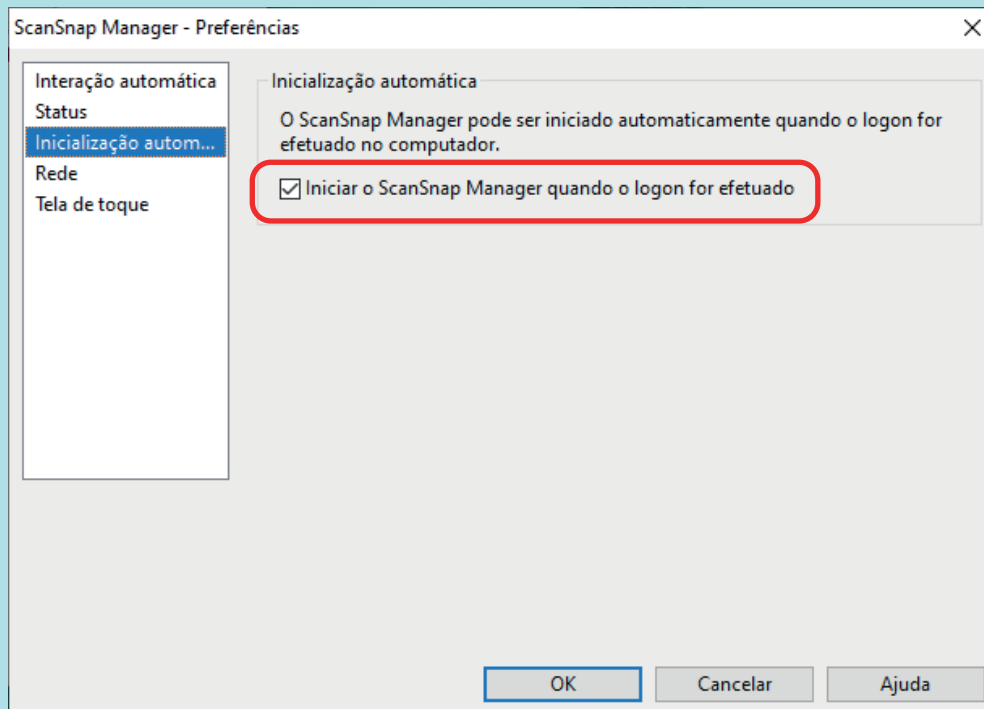 ScanSnap Manager - Preferências
Interação automática
Status
Inicialização autom...
Rede
Tela de toque
Inicialização automática
O ScanSnap Manager pode ser iniciado automaticamente quando o logon for
efetuado no computador.
Iniciar o ScanSnap Manager quando o logon for efetuado
OK
Cancelar
Ajuda